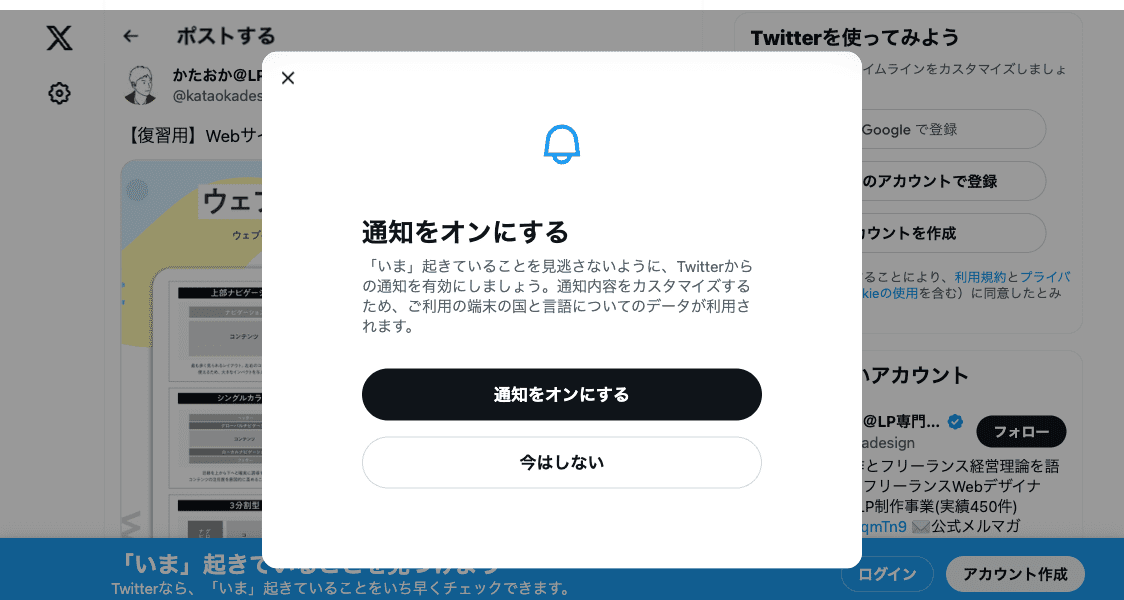 ポストする
かたおか@LP
@kataokades
【復習用】Webサイ
ウェブ
上部ナビゲーシ
コンテンツ
シングルカラ
コンテンツ
3分割型
通知をオンにする
「いま」起きていることを見逃さないように、Twitterから
の通知を有効にしましょう。通知内容をカスタマイズする
ため、ご利用の端末の国と言語についてのデータが利用さ
れます。
通知をオンにする
今はしない
Twitterを使ってみよう
イムラインをカスタマイズしましょ
Google で登録
のアカウントで登録
カウントを作成
ることにより、利用規約とプライバ
kieの使用を含む）に同意したとみ
いアカウント
@LP専門...
adesign
フォロー
作とフリーランス経営理論を語
フリーランスWebデザイナ
LP制作事業(実績450件)
qmTn9 ✉公式メルマガ
「いま」起きていることを見つけよう
Twitterなら、「いま」起きていることをいち早くチェックできます。
ログイン
アカウント作成